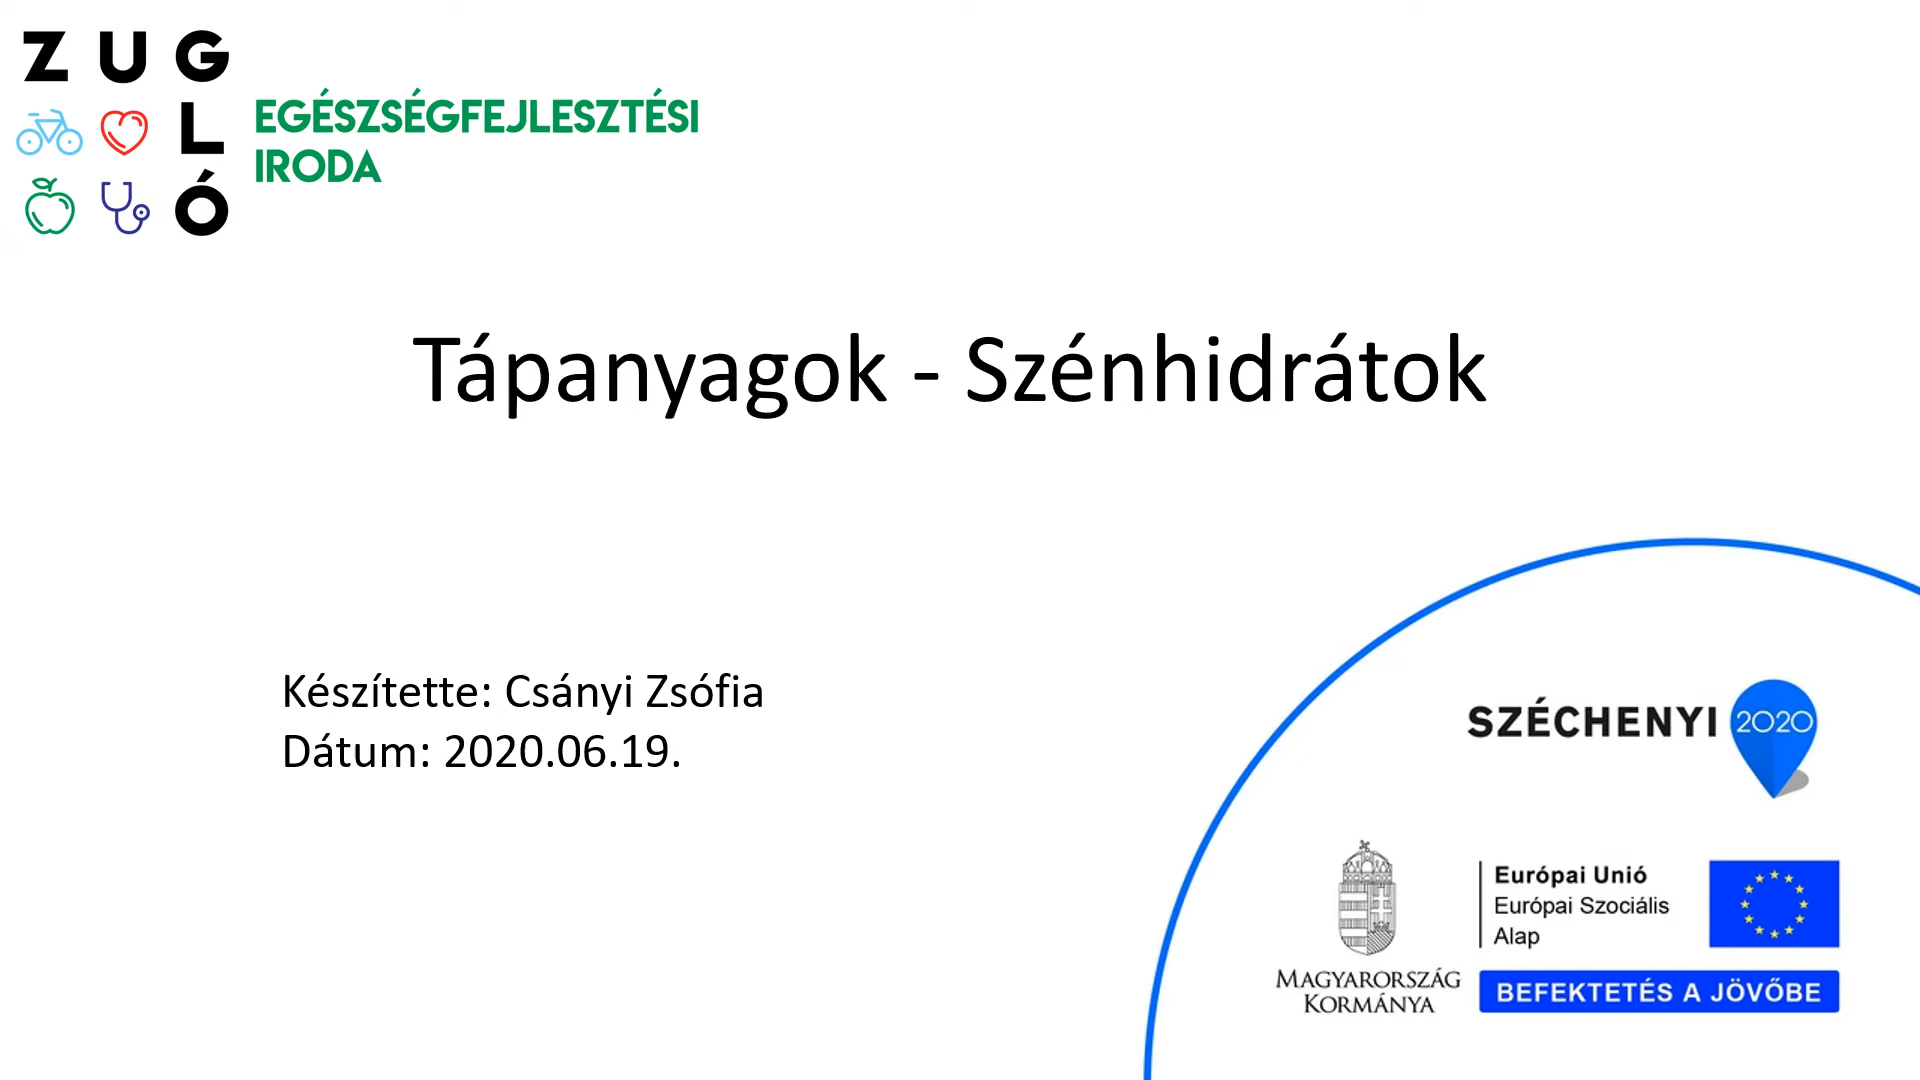 ZUG
L
Ó
EGÉSZSÉGFEJLESZTÉSI
IRODA
Tápanyagok - Szénhidrátok
Készítette: Csányi Zsófia
Dátum: 2020.06.19.
SZÉCHENYI 2020
MAGYARORSZÁG
KORMÁNYA
Európai Unió
Európai Szociális
Alap
BEFEKTETÉS A JÖVŐBE